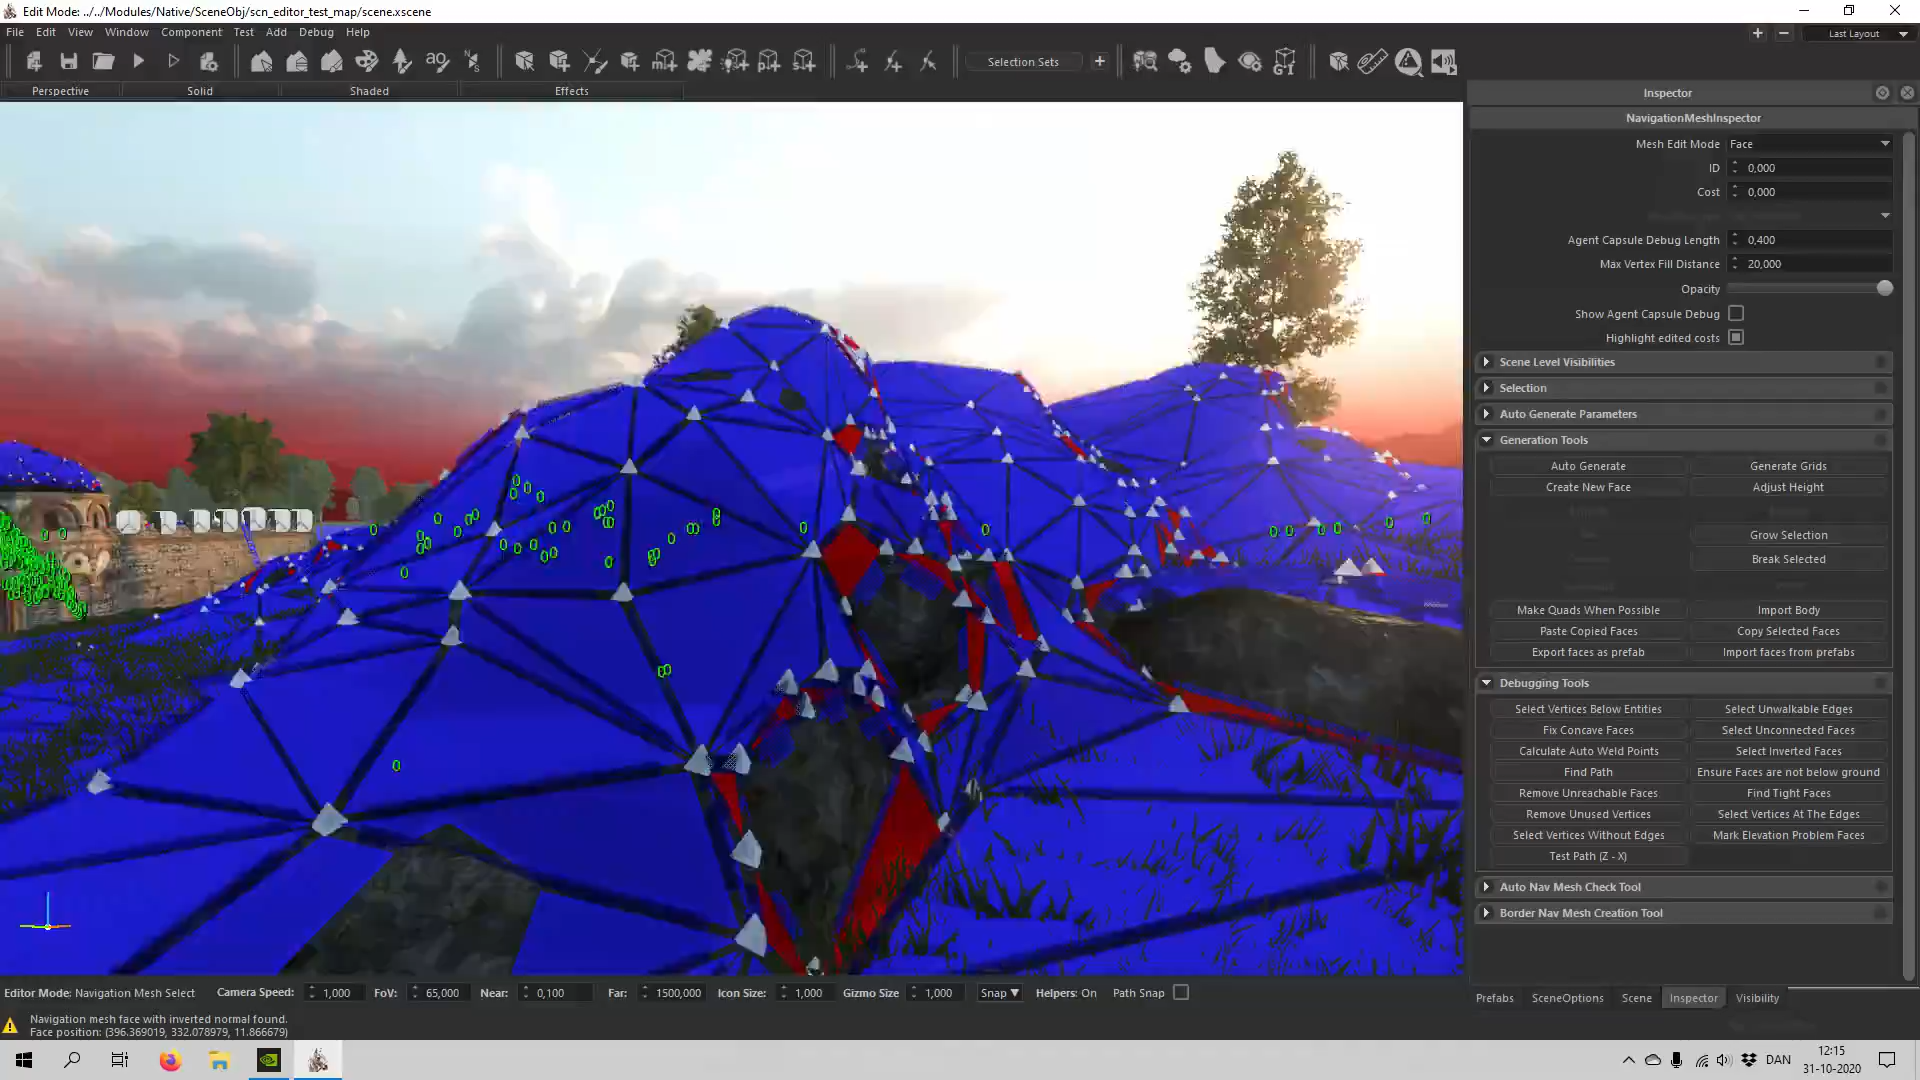 Edit Mode: ../../Modules/Native/SceneObj/scn_editor_test_map/scene.xscene
File Edit View Window Component Test Add Debug Help
Last Layout
Selection Sets
Perspective Solid Shaded Effects
Inspector
NavigationMeshInspector
Mesh Edit Mode Face
ID 0,000
Cost 0,000
Agent Capsule Debug Length 0,400
Max Vertex Fill Distance 20,000
Opacity
Show Agent Capsule Debug
Highlight edited costs
Scene Level Visibilities
Selection
Auto Generate Parameters
Generation Tools
Auto Generate Generate Grids
Create New Face Adjust Height
Grow Selection
Break Selected
Make Quads When Possible Import Body
Paste Copied Faces Copy Selected Faces
Export faces as prefab Import faces from prefabs
Debugging Tools
Select Vertices Below Entities Select Unwalkable Edges
Fix Concave Faces Select Unconnected Faces
Calculate Auto Weld Points Select Inverted Faces
Find Path Ensure Faces are not below ground
Remove Unreachable Faces Find Tight Faces
Remove Unused Vertices Select Vertices At The Edges
Select Vertices Without Edges Mark Elevation Problem Faces
Test Path (Z - X)
Auto Nav Mesh Check Tool
Border Nav Mesh Creation Tool
Editor Mode: Navigation Mesh Select Camera Speed: 1,000 FoV: 65,000 Near: 0,100 Far: 1500,000 Icon Size: 1,000 Gizmo Size 1,000 Snap Helpers: On Path Snap
Prefabs SceneOptions Scene Inspector Visibility
Navigation mesh face with inverted normal found.
Face position: (396.369019, 332.078979, 11.866679)
DAN
12:15
31-10-2020